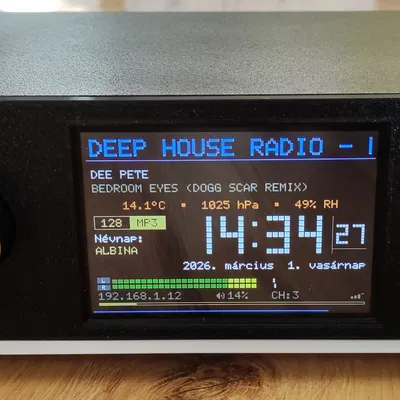 DEEP HOUSE RADIO - I
DEE PETE
BEDROOM EYES (DOGG SCAR REMIX)
14.1°C • 1025 hPa • 49% RH
128 MP3
14:34 27
Névnap:
ALBINA
2026. március 1. vasárnap
L
R
192.168.1.12 14% CH:3